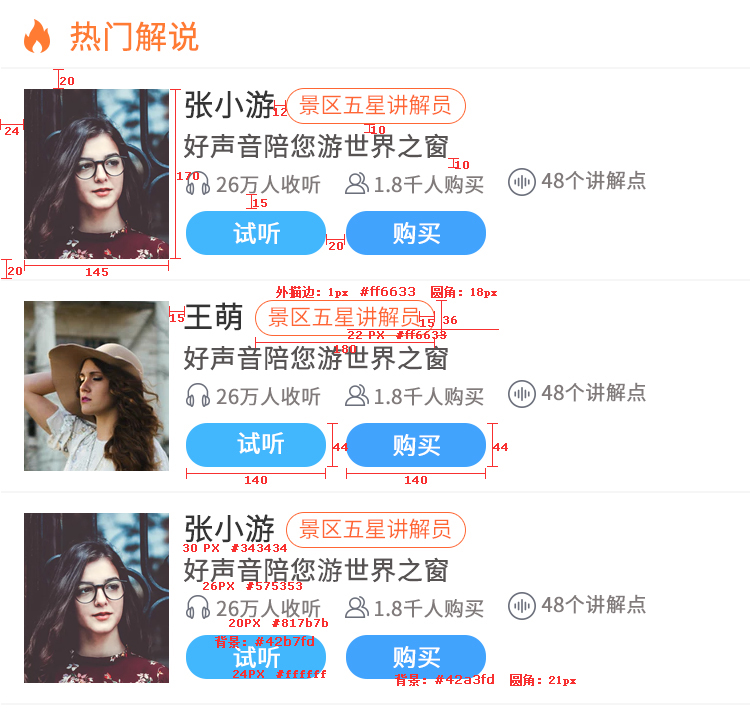 热门解说
20
张小游 12 景区五星讲解员
24
10
好声音陪您游世界之窗
10
170
26万人收听 1.8千人购买 48个讲解点
15
试听 购买
20
20
145
外描边：1px #ff6633 圆角：18px
15
王萌 景区五星讲解员 15 36
22 PX #ff6633
180
好声音陪您游世界之窗
26万人收听 1.8千人购买 48个讲解点
试听 44 购买 44
140 140
张小游 景区五星讲解员
30 PX #343434
好声音陪您游世界之窗
26PX #575353
26万人收听 1.8千人购买 48个讲解点
20PX #817b7b
背景：#42b7fd
试听 购买
24PX #ffffff
背景：#42a3fd 圆角：21px